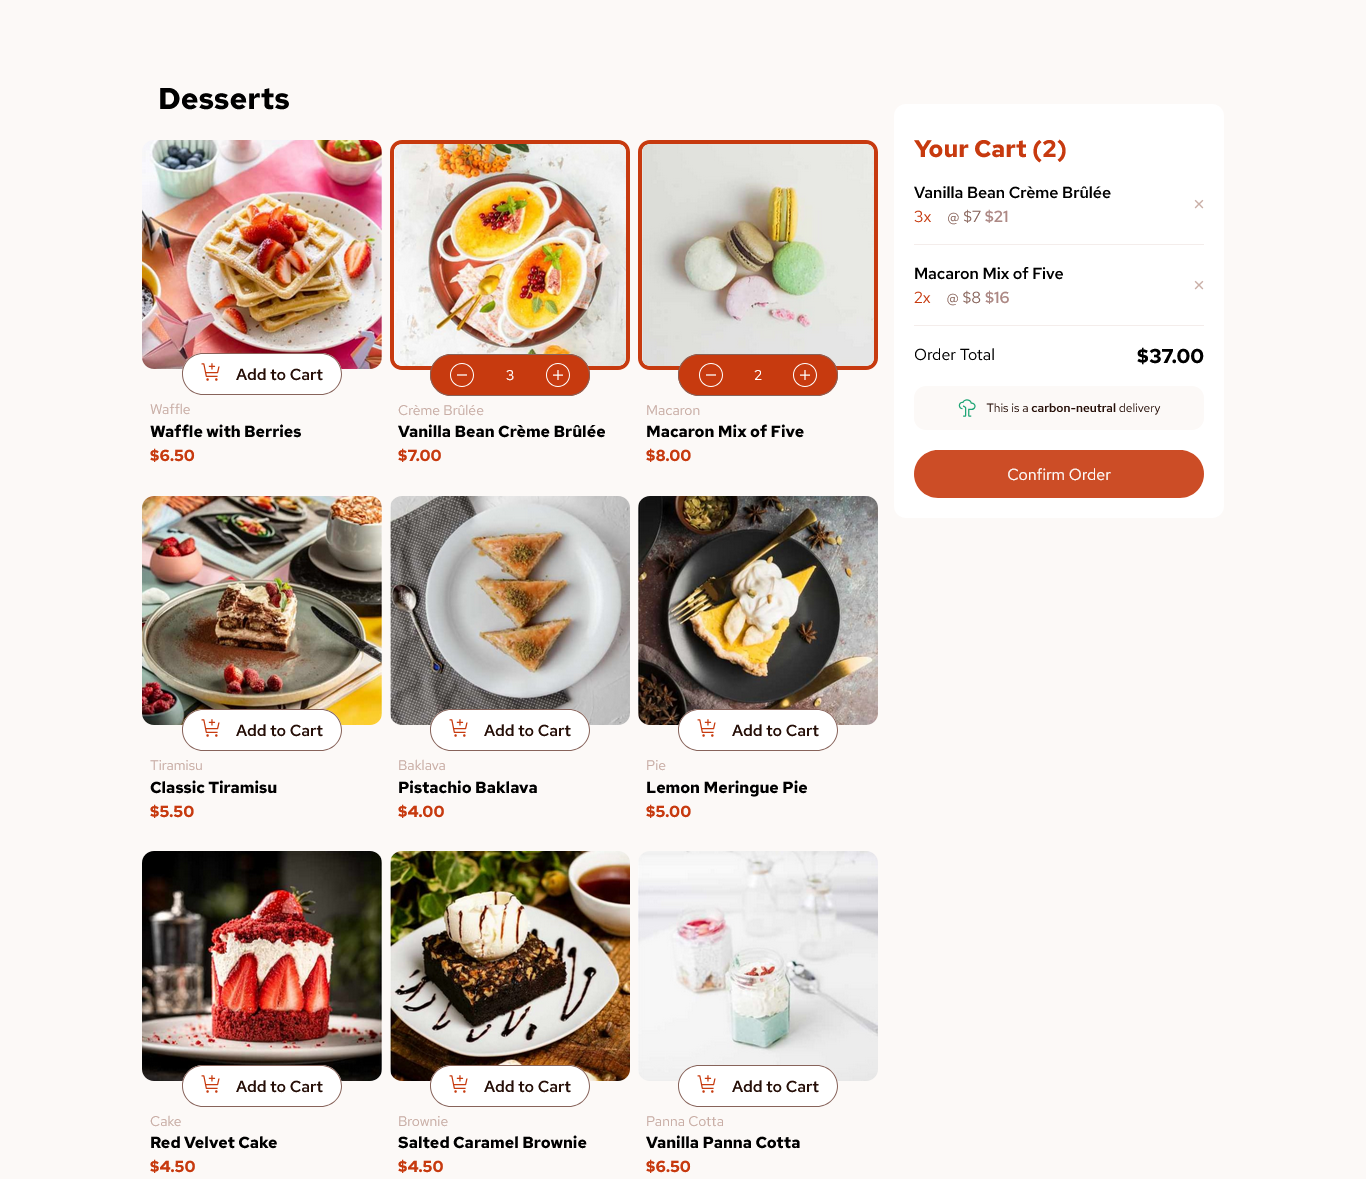 Desserts
Add to Cart
Waffle
Waffle with Berries
$6.50
3
Crème Brûlée
Vanilla Bean Crème Brûlée
$7.00
2
Macaron
Macaron Mix of Five
$8.00
Add to Cart
Tiramisu
Classic Tiramisu
$5.50
Add to Cart
Baklava
Pistachio Baklava
$4.00
Add to Cart
Pie
Lemon Meringue Pie
$5.00
Add to Cart
Cake
Red Velvet Cake
$4.50
Add to Cart
Brownie
Salted Caramel Brownie
$4.50
Add to Cart
Panna Cotta
Vanilla Panna Cotta
$6.50
Your Cart (2)
Vanilla Bean Crème Brûlée
3x @ $7 $21
Macaron Mix of Five
2x @ $8 $16
Order Total $37.00
This is a carbon-neutral delivery
Confirm Order